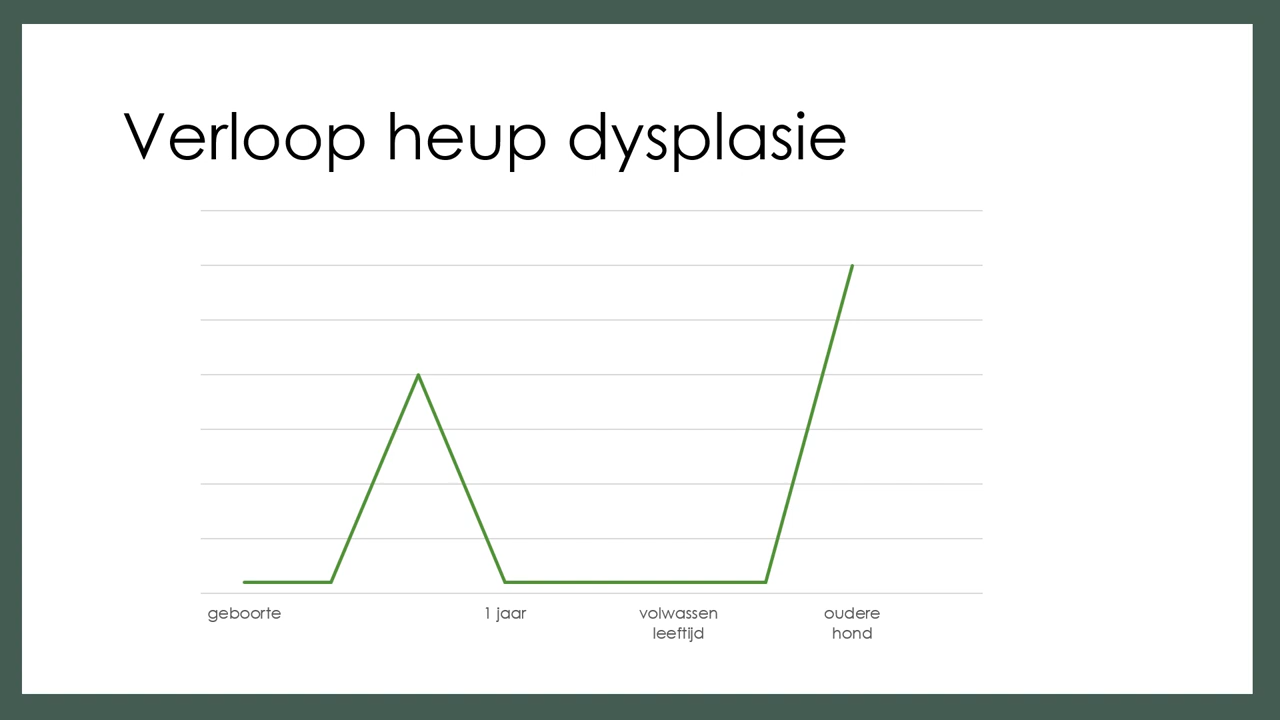 Verloop heup dysplasie
geboorte
1 jaar
volwassen
leeftijd
oudere
hond